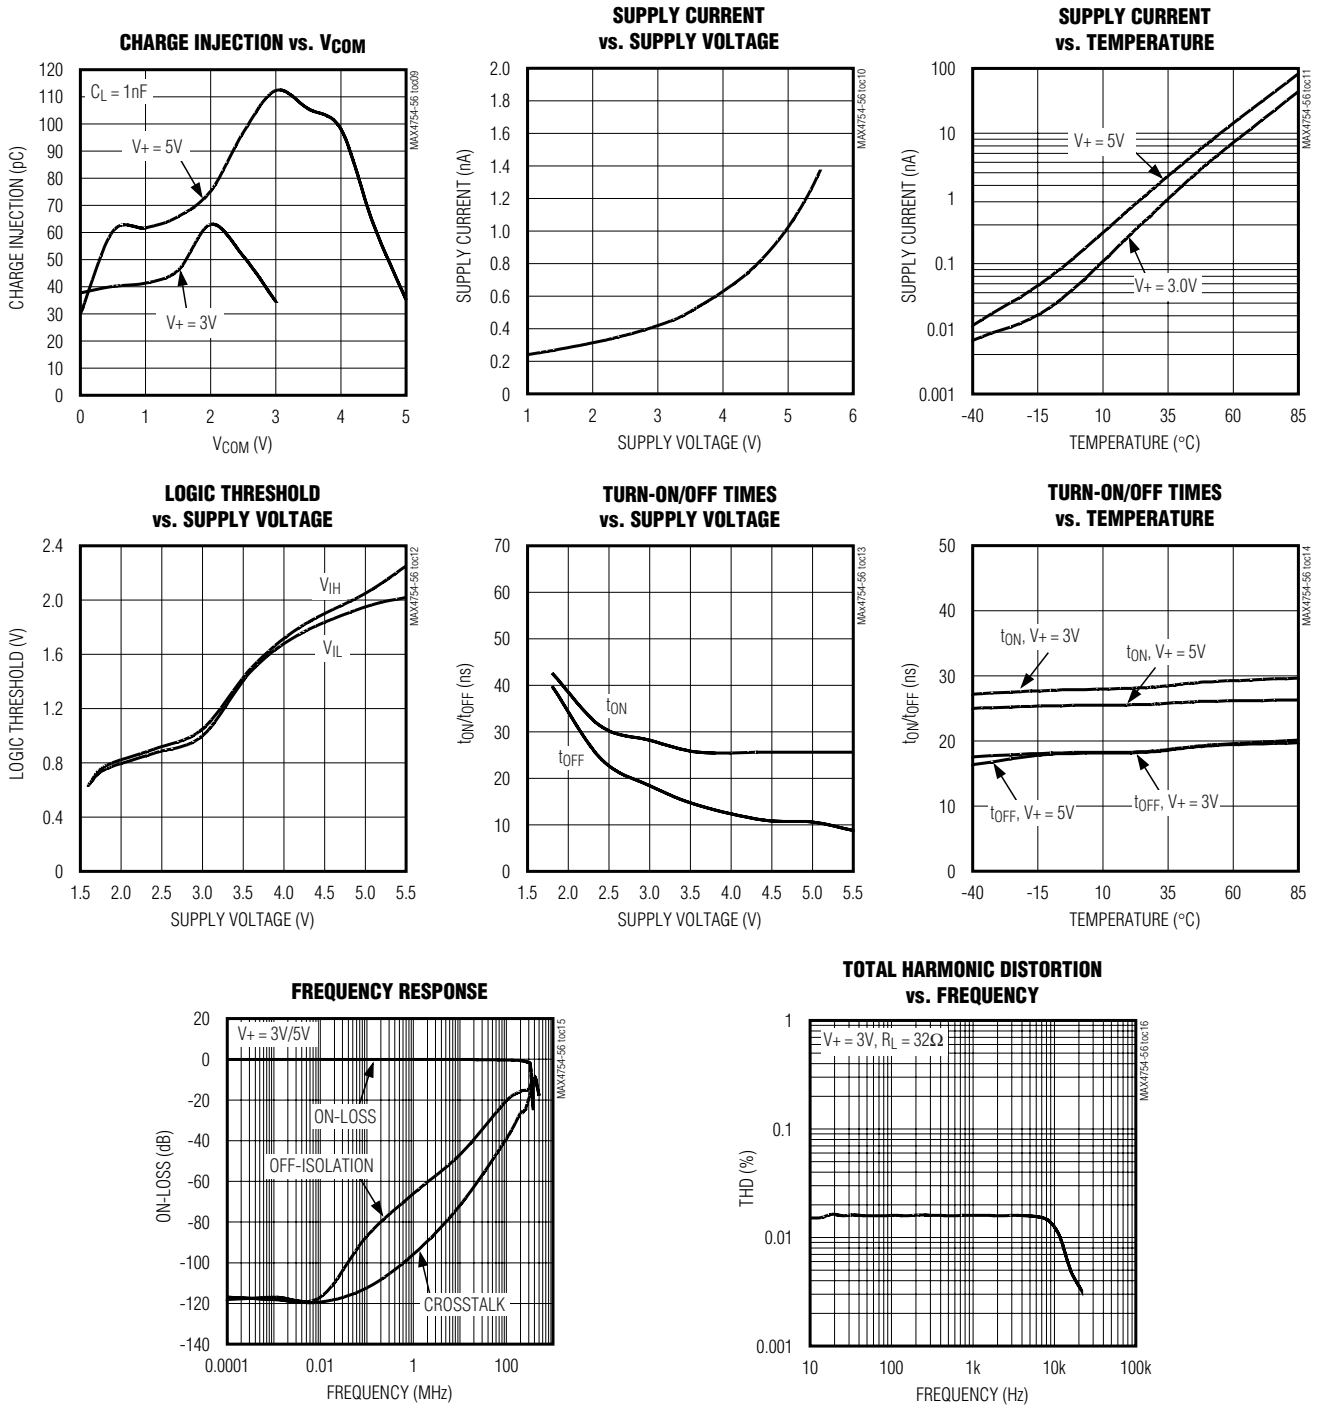 CHARGE INJECTION vs. VCOM
120
110
100
90
80
70
60
50
40
30
20
10
0
CHARGE INJECTION (pC)
CL = 1nF
V+ = 5V
V+ = 3V
0 1 2 3 4 5
VCOM (V)
MAX4754-56 toc09
SUPPLY CURRENT
vs. SUPPLY VOLTAGE
2.0
1.8
1.6
1.4
1.2
1.0
0.8
0.6
0.4
0.2
0
SUPPLY CURRENT (nA)
1 2 3 4 5 6
SUPPLY VOLTAGE (V)
MAX4754-56 toc10
SUPPLY CURRENT
vs. TEMPERATURE
100
10
1
0.1
0.01
0.001
SUPPLY CURRENT (nA)
V+ = 5V
V+ = 3.0V
-40 -15 10 35 60 85
TEMPERATURE (°C)
MAX4754-56 toc11
LOGIC THRESHOLD
vs. SUPPLY VOLTAGE
2.4
2.0
1.6
1.2
0.8
0.4
0
LOGIC THRESHOLD (V)
VIH
VIL
1.5 2.0 2.5 3.0 3.5 4.0 4.5 5.0 5.5
SUPPLY VOLTAGE (V)
MAX4754-56 toc12
TURN-ON/OFF TIMES
vs. SUPPLY VOLTAGE
70
60
50
40
30
20
10
0
tON/tOFF (ns)
tON
tOFF
1.5 2.0 2.5 3.0 3.5 4.0 4.5 5.0 5.5
SUPPLY VOLTAGE (V)
MAx4754-56 toc13
TURN-ON/OFF TIMES
vs. TEMPERATURE
50
40
30
20
10
0
tON/tOFF (ns)
tON, V+ = 3V
tON, V+ = 5V
tOFF, V+ = 5V
tOFF, V+ = 3V
-40 -15 10 35 60 85
TEMPERATURE (°C)
MAX4754-56 toc14
FREQUENCY RESPONSE
20
0
-20
-40
-60
-80
-100
-120
-140
ON-LOSS (dB)
V+ = 3V/5V
ON-LOSS
OFF-ISOLATION
CROSSTALK
0.0001 0.01 1 100
FREQUENCY (MHz)
MAX4754-56 toc15
TOTAL HARMONIC DISTORTION
vs. FREQUENCY
1
0.1
0.01
0.001
THD (%)
V+ = 3V, RL = 32Ω
10 100 1k 10k 100k
FREQUENCY (Hz)
MAX4754-56 toc16